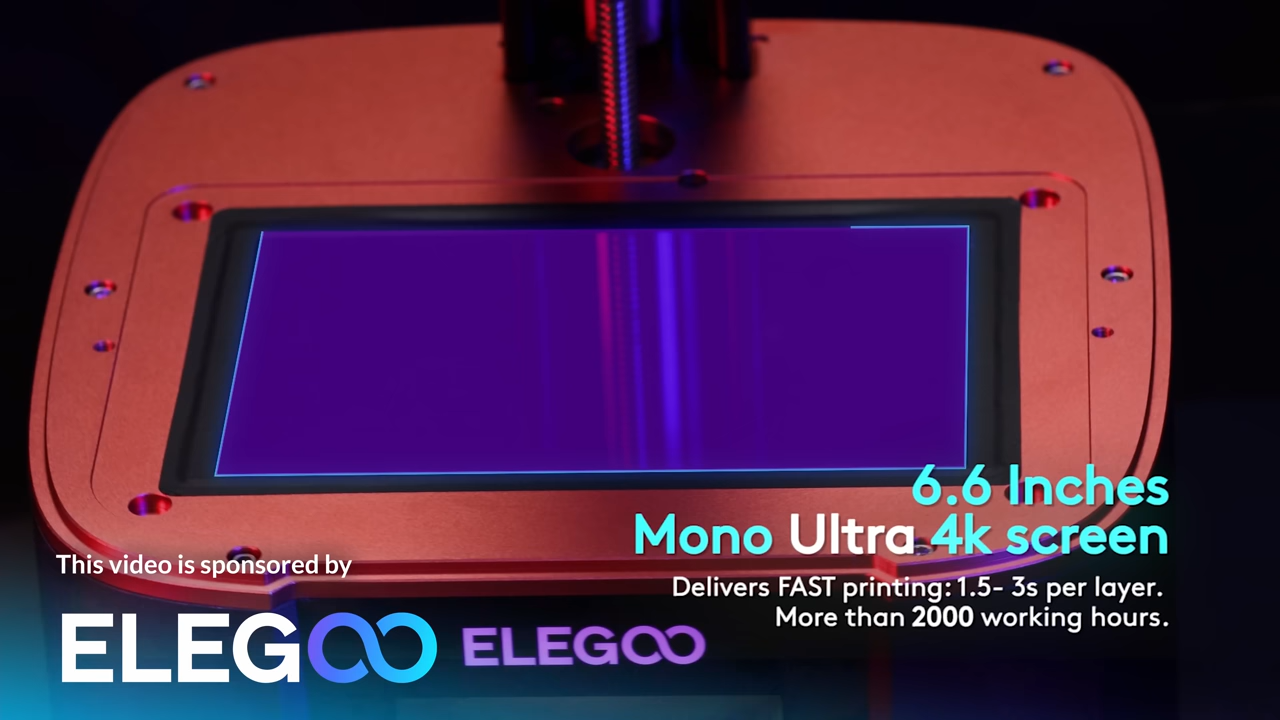 6.6 Inches
Mono Ultra 4k screen
Delivers FAST printing: 1.5- 3s per layer.
More than 2000 working hours.
This video is sponsored by
ELEGOO
ELEGOO